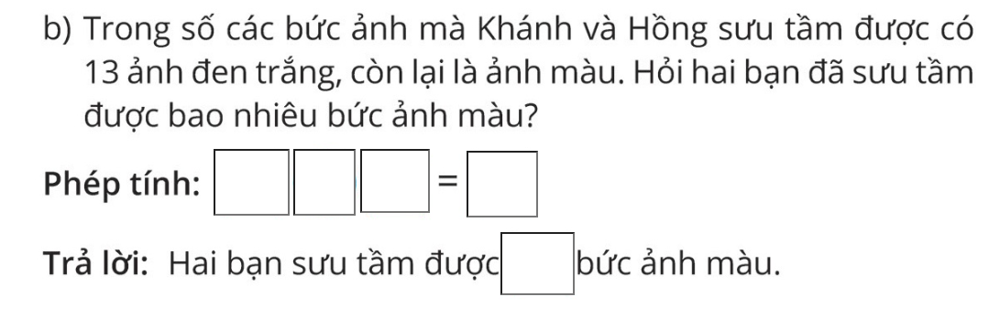 b) Trong số các bức ảnh mà Khánh và Hồng sưu tầm được có
13 ảnh đen trắng, còn lại là ảnh màu. Hỏi hai bạn đã sưu tầm
được bao nhiêu bức ảnh màu?
Phép tính: =
Trả lời: Hai bạn sưu tầm được bức ảnh màu.